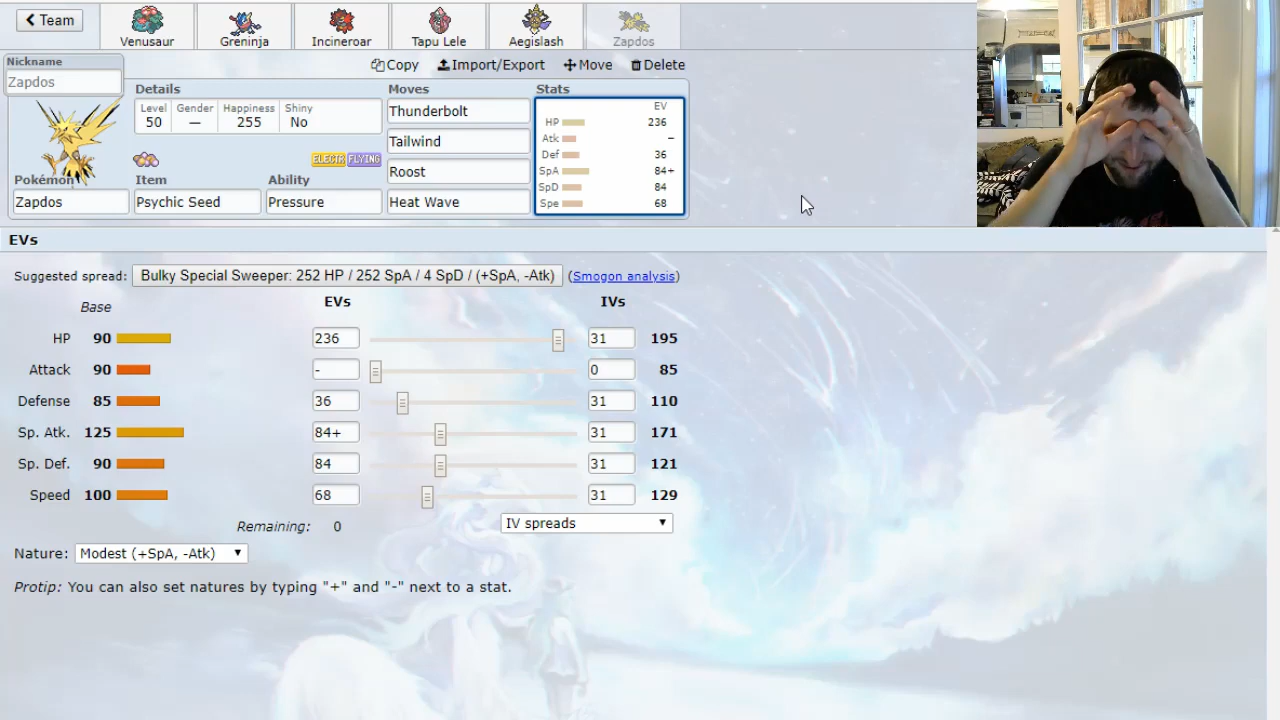 Team
Venusaur
Greninja
Incineroar
Tapu Lele
Aegislash
Zapdos
Copy Import/Export Move Delete
Nickname
Zapdos
Details
Level Gender Happiness Shiny
50 — 255 No
ELECTR FLYING
Pokémon Item Ability
Zapdos Psychic Seed Pressure
Moves
Thunderbolt
Tailwind
Roost
Heat Wave
Stats
EV
HP 236
Atk -
Def 36
SpA 84+
SpD 84
Spe 68
EVs
Suggested spread: Bulky Special Sweeper: 252 HP / 252 SpA / 4 SpD / (+SpA, -Atk) (Smogon analysis)
Base EVs IVs
HP 90 236 31 195
Attack 90 - 0 85
Defense 85 36 31 110
Sp. Atk. 125 84+ 31 171
Sp. Def. 90 84 31 121
Speed 100 68 31 129
Remaining: 0 IV spreads
Nature: Modest (+SpA, -Atk)
Protip: You can also set natures by typing "+" and "-" next to a stat.